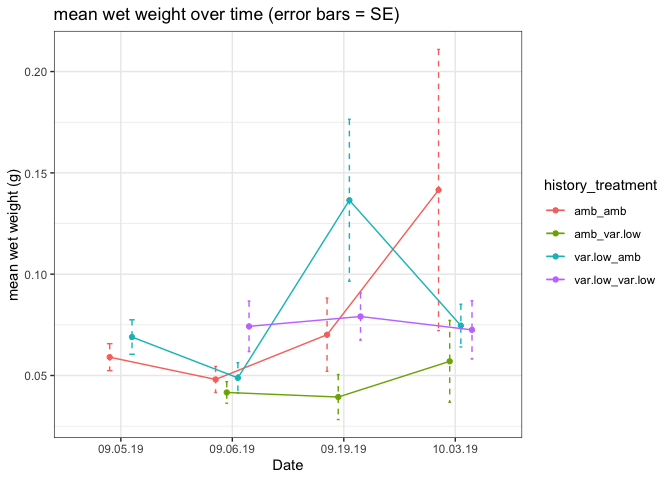 mean wet weight over time (error bars = SE)
mean wet weight (g)
0.20
0.15
0.10
0.05
09.05.19
09.06.19
09.19.19
10.03.19
Date
history_treatment
amb_amb
amb_var.low
var.low_amb
var.low_var.low